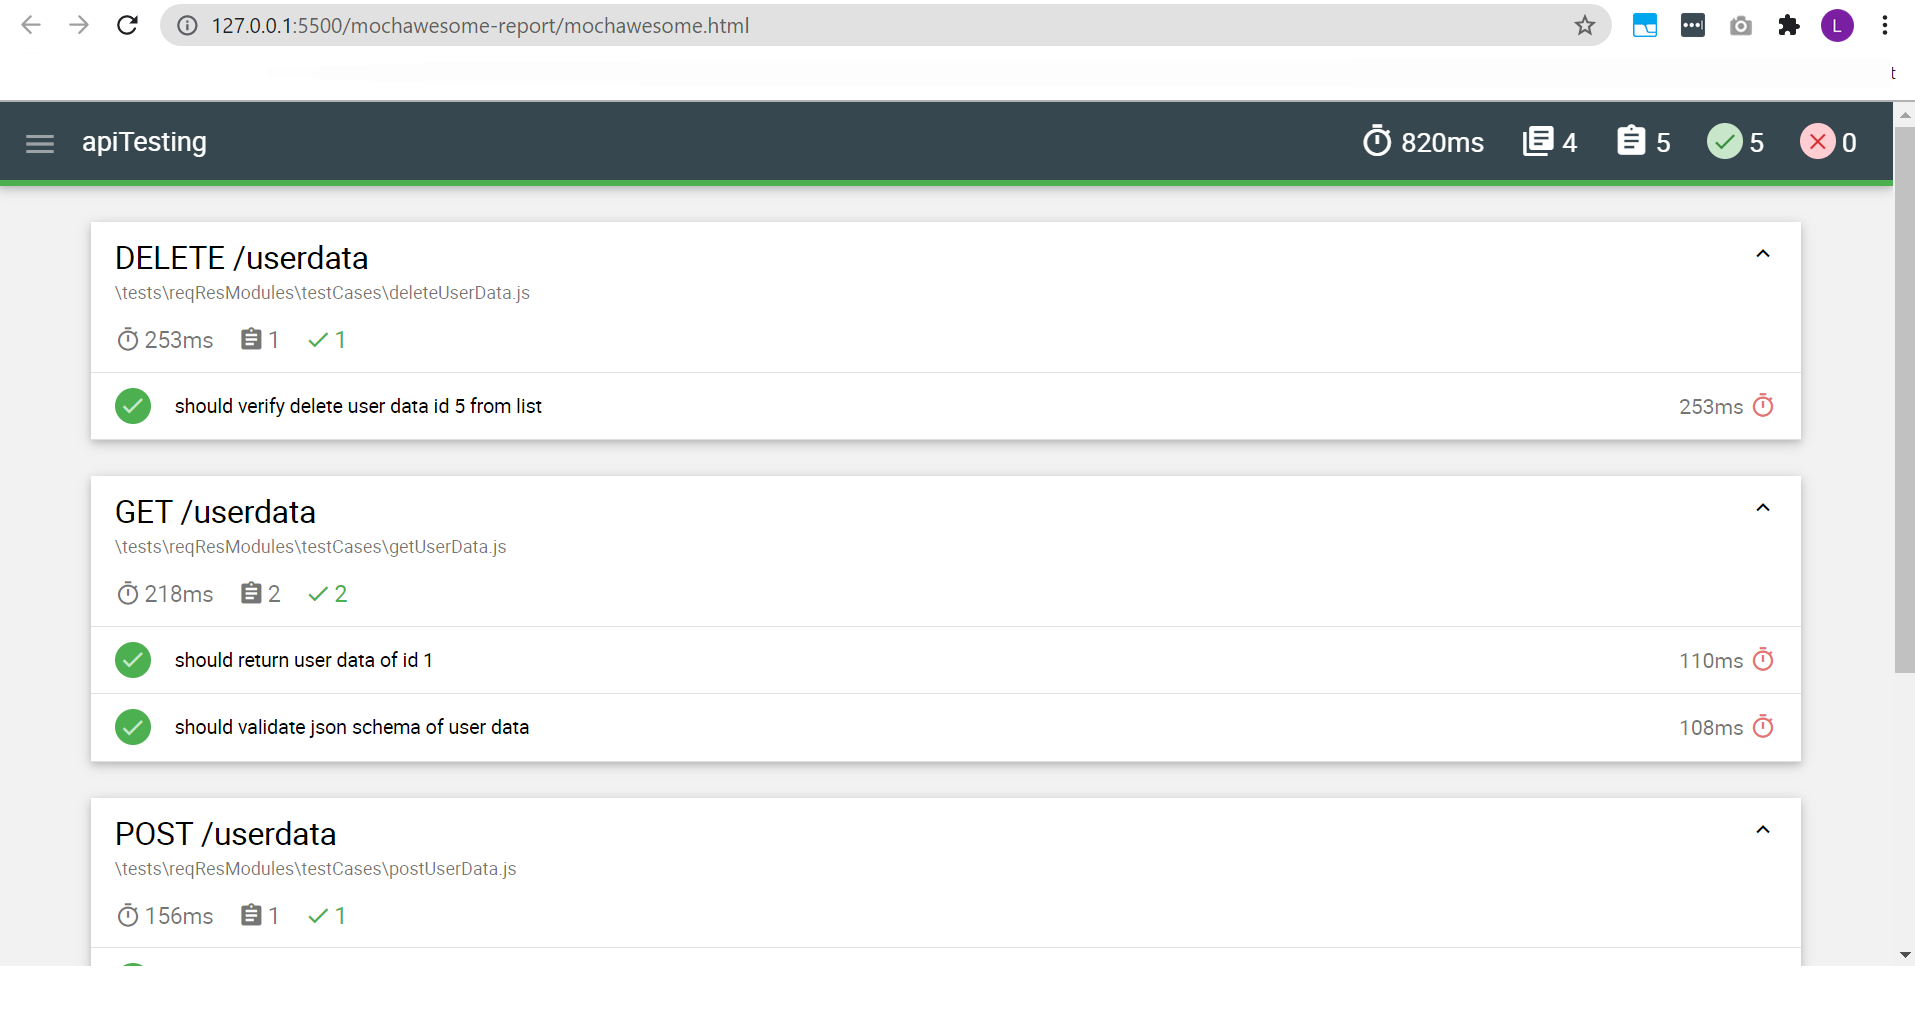 127.0.0.1:5500/mochawesome-report/mochawesome.html
L
t
apiTesting
820ms 4 5 5 0
DELETE /userdata
\tests\reqResModules\testCases\deleteUserData.js
253ms 1 1
should verify delete user data id 5 from list
253ms
GET /userdata
\tests\reqResModules\testCases\getUserData.js
218ms 2 2
should return user data of id 1
110ms
should validate json schema of user data
108ms
POST /userdata
\tests\reqResModules\testCases\postUserData.js
156ms 1 1